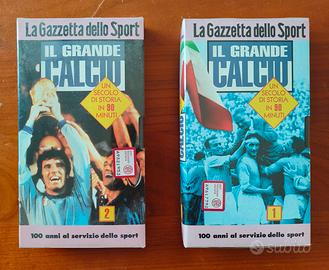 La Gazzetta dello Sport
IL GRANDE
CALCIO
UN
SECOLO
DI STORIA
IN 90
MINUTI
2
100 anni al servizio dello sport
La Gazzetta dello Sport
IL GRANDE
CALCIO
UN
SECOLO
DI STORIA
IN 90
MINUTI
1
100 anni al servizio dello sport
subito